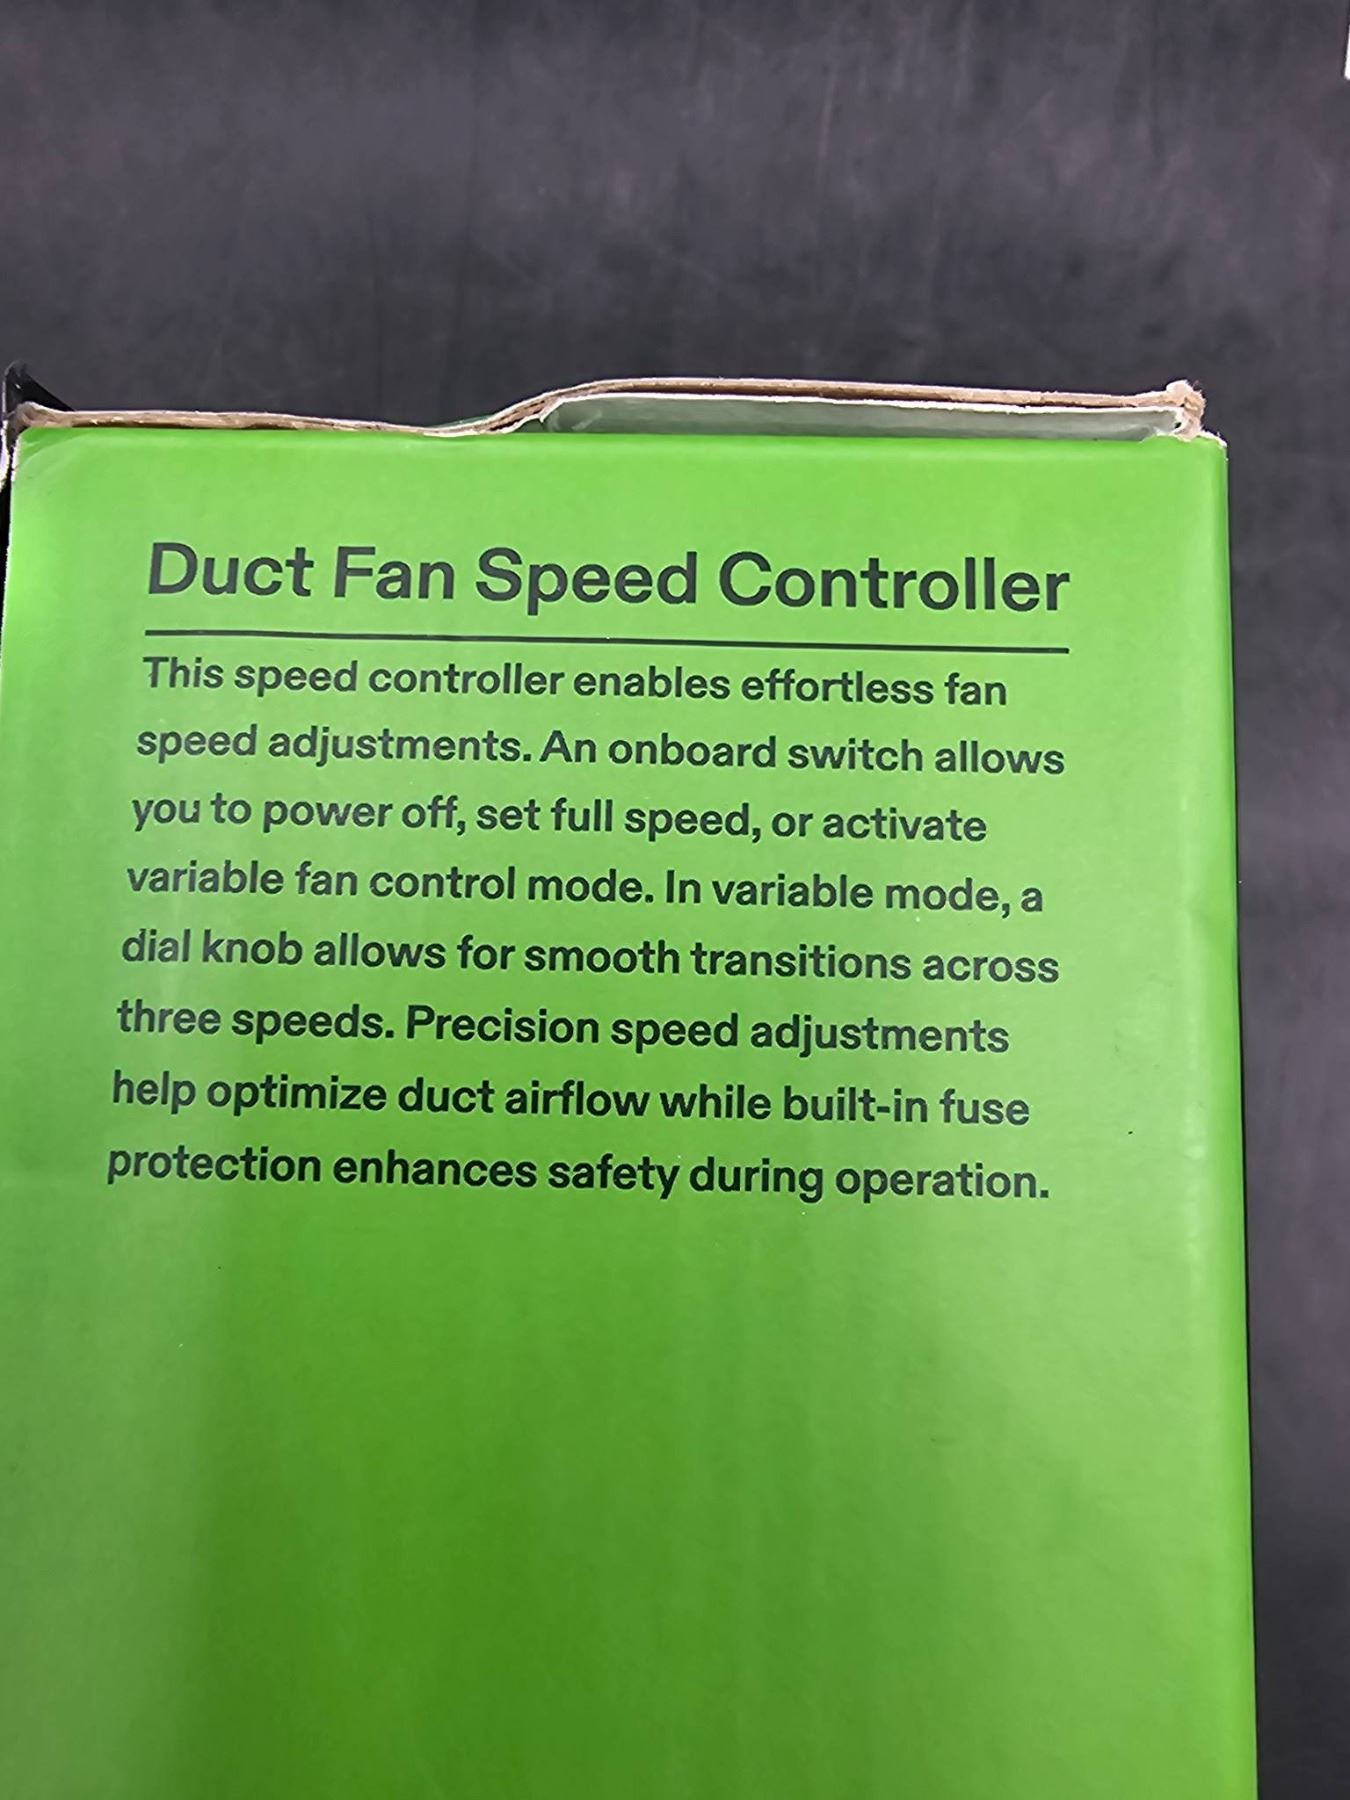 Duct Fan Speed Controller
This speed controller enables effortless fan
speed adjustments. An onboard switch allows
you to power off, set full speed, or activate
variable fan control mode. In variable mode, a
dial knob allows for smooth transitions across
three speeds. Precision speed adjustments
help optimize duct airflow while built-in fuse
protection enhances safety during operation.